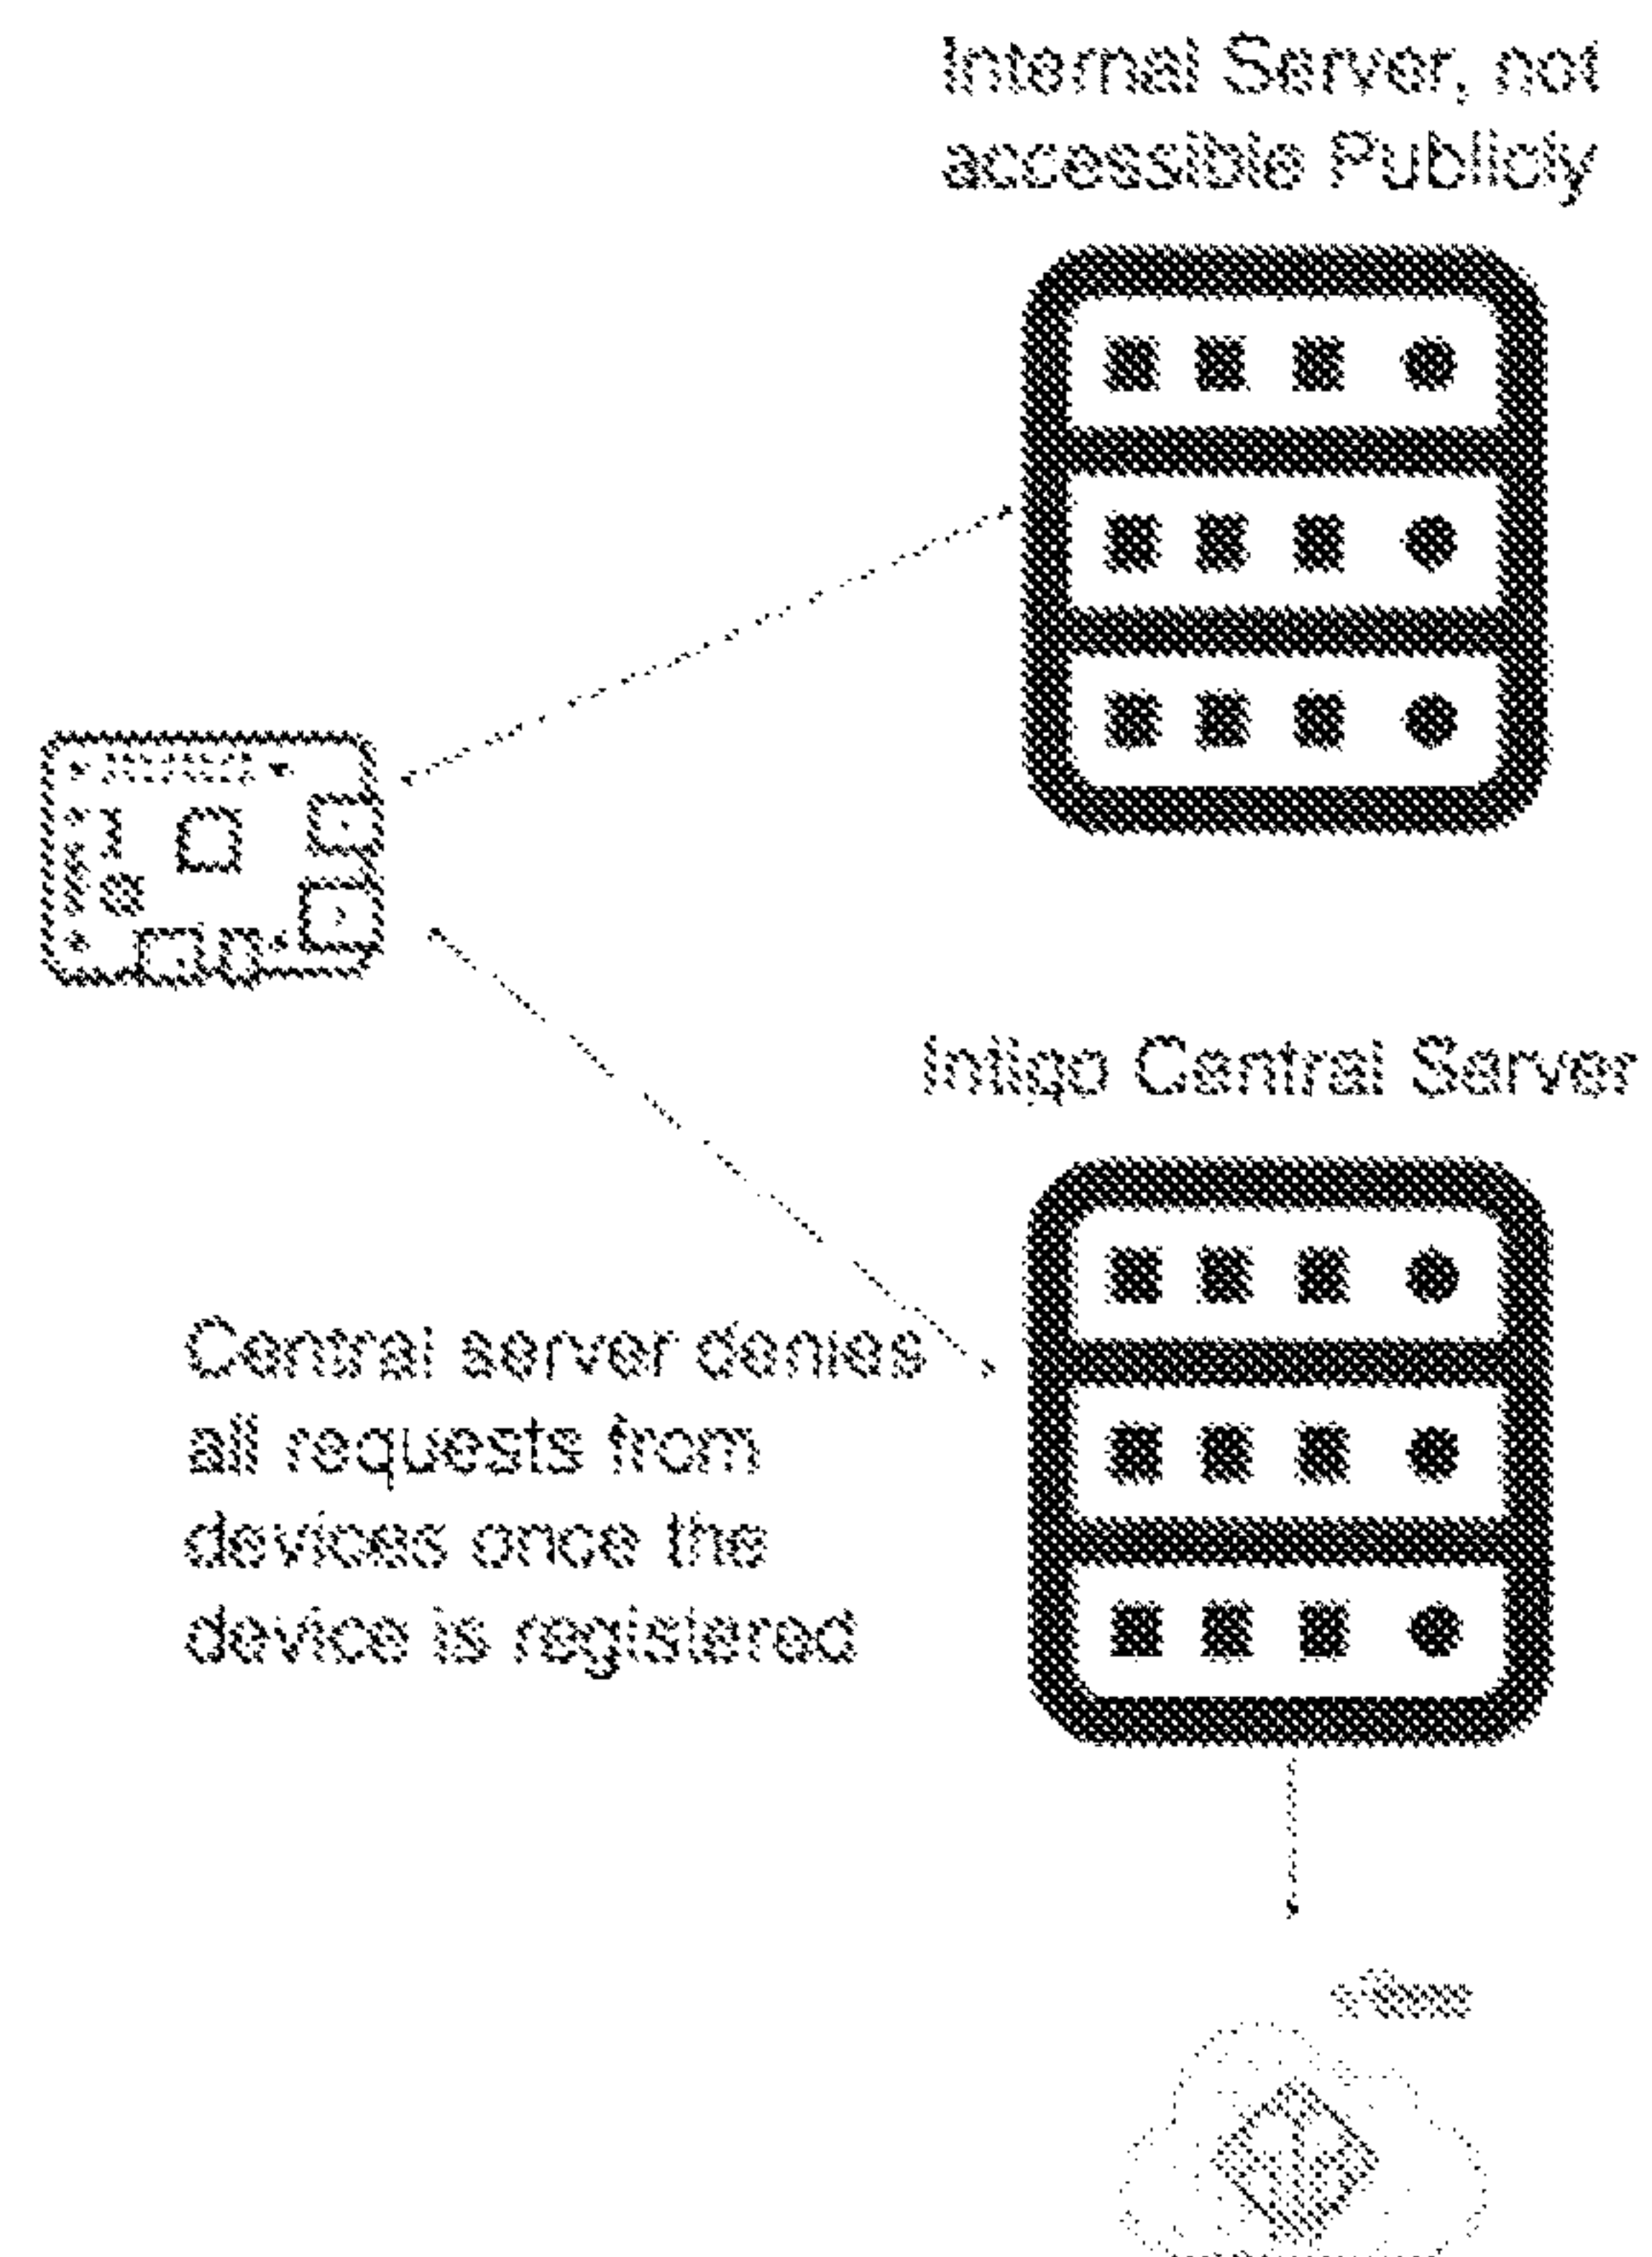 Internal Server, not
accessible Publicly
Intiqo Central Server
Central server denies
all requests from
devices once the
device is registered